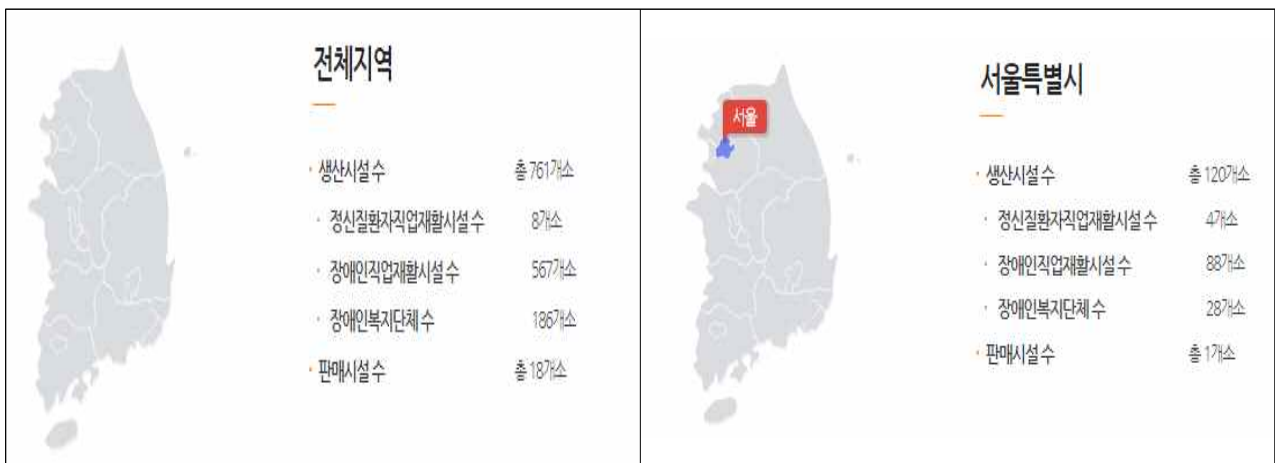 전체지역
· 생산시설 수 총 761개소
· 정신질환자직업재활시설 수 8개소
· 장애인직업재활시설 수 567개소
· 장애인복지단체 수 186개소
· 판매시설 수 총 18개소
서울특별시
서울
· 생산시설 수 총 120개소
· 정신질환자직업재활시설 수 4개소
· 장애인직업재활시설 수 88개소
· 장애인복지단체 수 28개소
· 판매시설 수 총 1개소